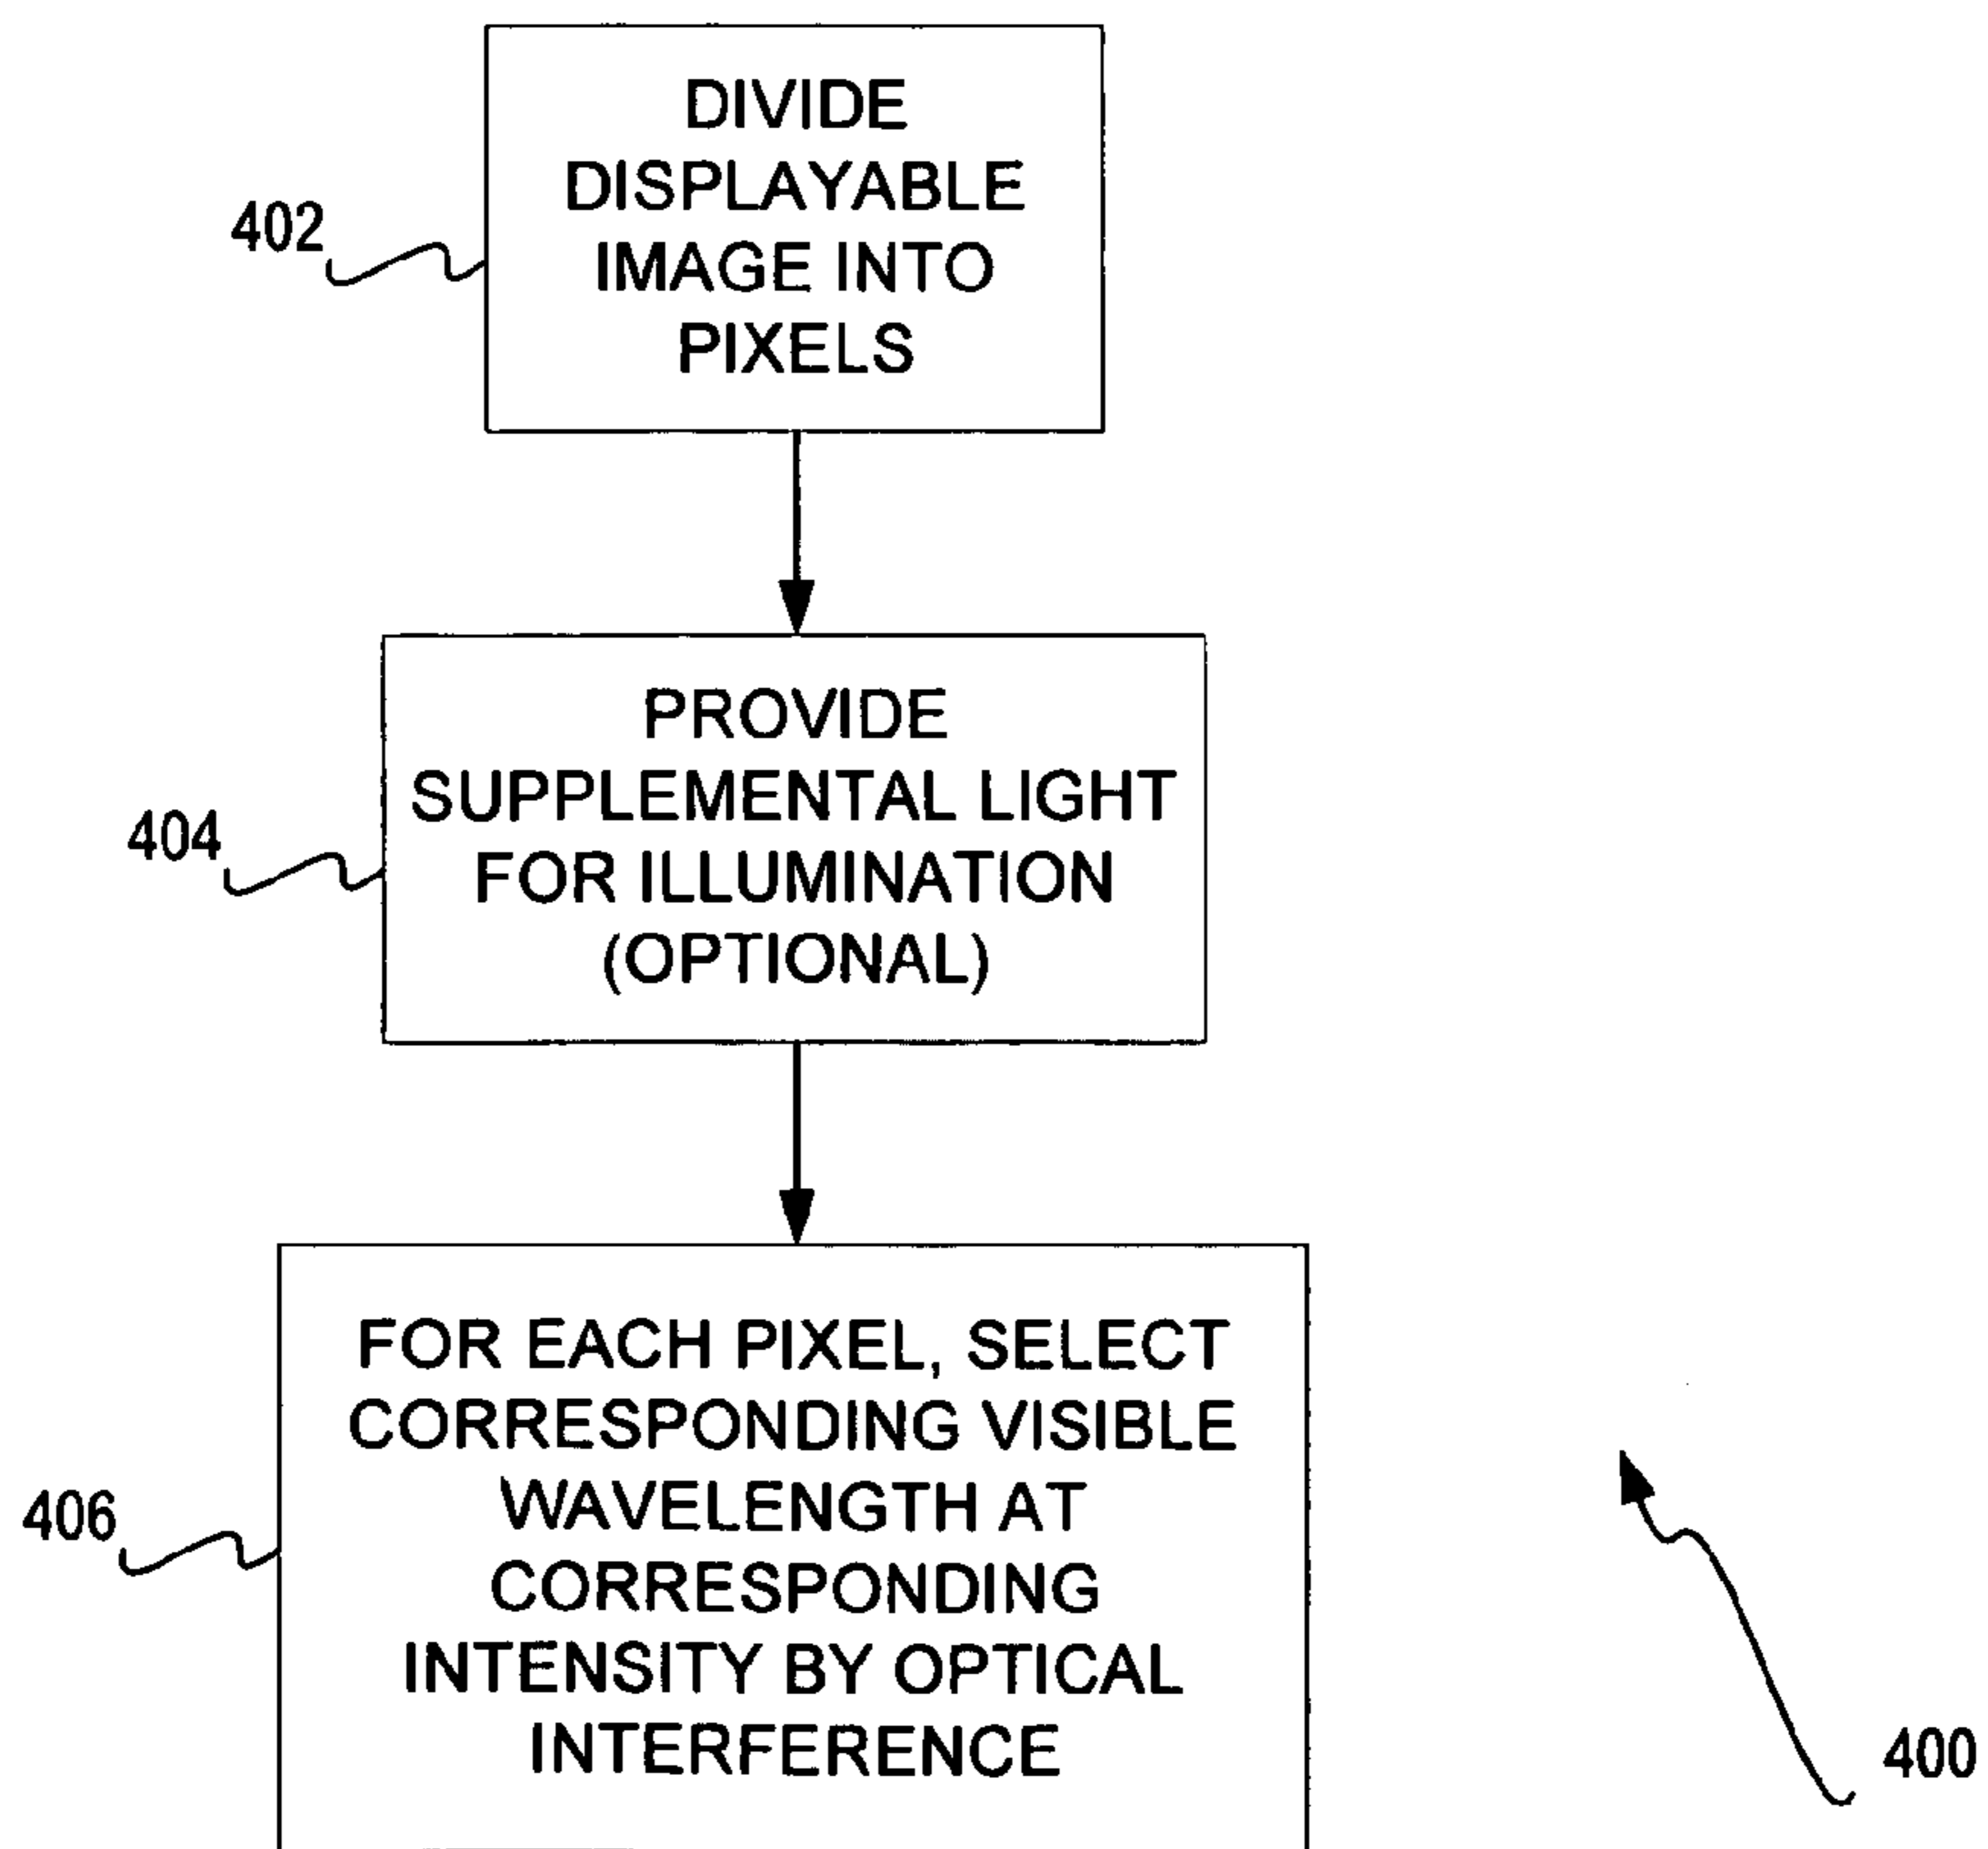 DIVIDE
DISPLAYABLE
IMAGE INTO
PIXELS
402
PROVIDE
SUPPLEMENTAL LIGHT
FOR ILLUMINATION
(OPTIONAL)
404
FOR EACH PIXEL, SELECT
CORRESPONDING VISIBLE
WAVELENGTH AT
CORRESPONDING
INTENSITY BY OPTICAL
INTERFERENCE
406
400